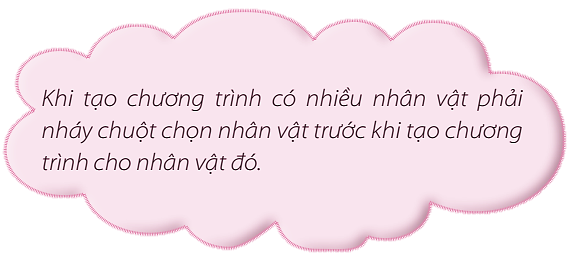 Khi tạo chương trình có nhiều nhân vật phải
nháy chuột chọn nhân vật trước khi tạo chương
trình cho nhân vật đó.